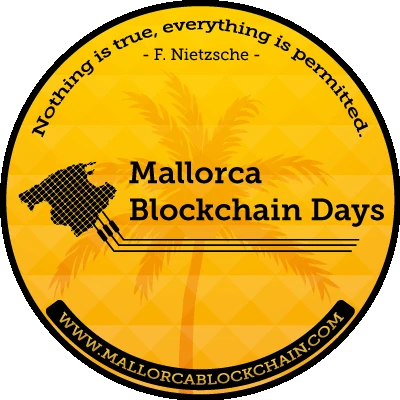 Nothing is true, everything is permitted.
- F. Nietzsche -
Mallorca
Blockchain Days
WWW.MALLORCABLOCKCHAIN.COM